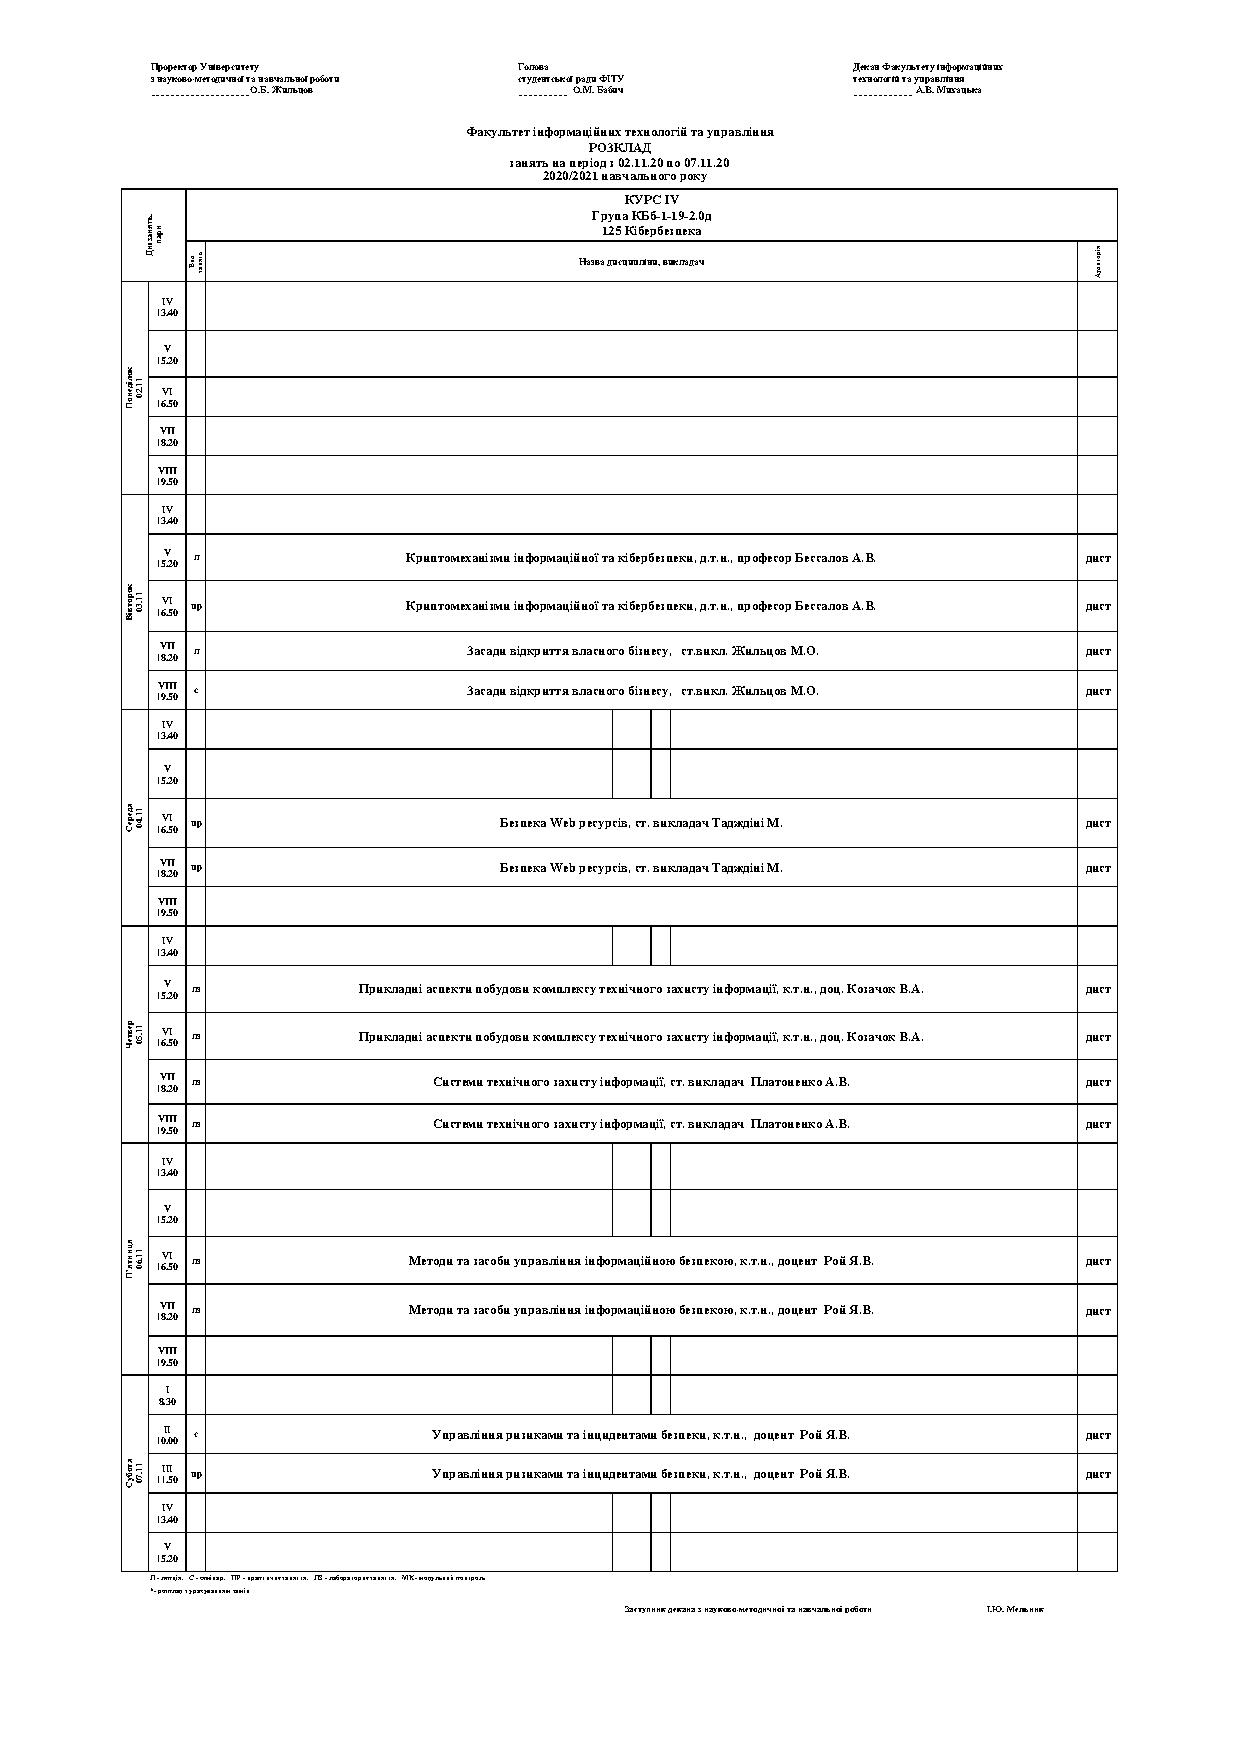 Проректор Університету
з науково-методичної та навчальної роботи
____________________О.Б. Жильцов
Голова
студентської ради ФІТУ
__________ О.М. Бабич
Декан Факультету інформаційних
технологій та управління
____________ А.В. Михацька
Факультет інформаційних технологій та управління
РОЗКЛАД
занять на період з 02.11.20 по 07.11.20
2020/2021 навчального року
Дні занять,
пари
КУРС IV
Група КБб-1-19-2.0д
125 Кібербезпека
Вид
занять
Назва дисципліни, викладач
Аудиторія
Понеділок
02.11
IV
13.40
V
15.20
VI
16.50
VII
18.20
VIII
19.50
Вівторок
03.11
IV
13.40
V
15.20
л
Криптомеханізми інформаційної та кібербезпеки, д.т.н., професор Бессалов А.В.
дист
VI
16.50
пр
Криптомеханізми інформаційної та кібербезпеки, д.т.н., професор Бессалов А.В.
дист
VII
18.20
л
Засади відкриття власного бізнесу, ст.викл. Жильцов М.О.
дист
VIII
19.50
с
Засади відкриття власного бізнесу, ст.викл. Жильцов М.О.
дист
Середа
04.11
IV
13.40
V
15.20
VI
16.50
пр
Безпека Web ресурсів, ст. викладач Таджді́ні М.
дист
VII
18.20
пр
Безпека Web ресурсів, ст. викладач Таджdіні М.
дист
VIII
19.50
Четвер
05.11
IV
13.40
V
15.20
лз
Прикладні аспекти побудови комплексу технічного захисту інформації, к.т.н., доц. Козачок В.А.
дист
VI
16.50
лз
Прикладні аспекти побудови комплексу технічного захисту інформації, к.т.н., доц. Козачок В.А.
дист
VII
18.20
лз
Системи технічного захисту інформації, ст. викладач Платоненко А.В.
дист
VIII
19.50
лз
Системи технічного захисту інформації, ст. викладач Платоненко А.В.
дист
П'ятниця
06.11
IV
13.40
V
15.20
VI
16.50
лз
Методи та засоби управління інформаційною безпекою, к.т.н., доцент Рой Я.В.
дист
VII
18.20
лз
Методи та засоби управління інформаційною безпекою, к.т.н., доцент Рой Я.В.
дист
VIII
19.50
Субота
07.11
I
8.30
II
10.00
с
Управління ризиками та інцидентами безпеки, к.т.н., доцент Рой Я.В.
дист
III
11.50
пр
Управління ризиками та інцидентами безпеки, к.т.н., доцент Рой Я.В.
дист
IV
13.40
V
15.20
Л - лекція, С - семінар, ПР - практичне заняття, ЛЗ - лабораторне заняття, МК - модульний контроль
* - розклад з урахуванням змін
Заступник декана з науково-методичної та навчальної роботи
І.Ю. Мельник